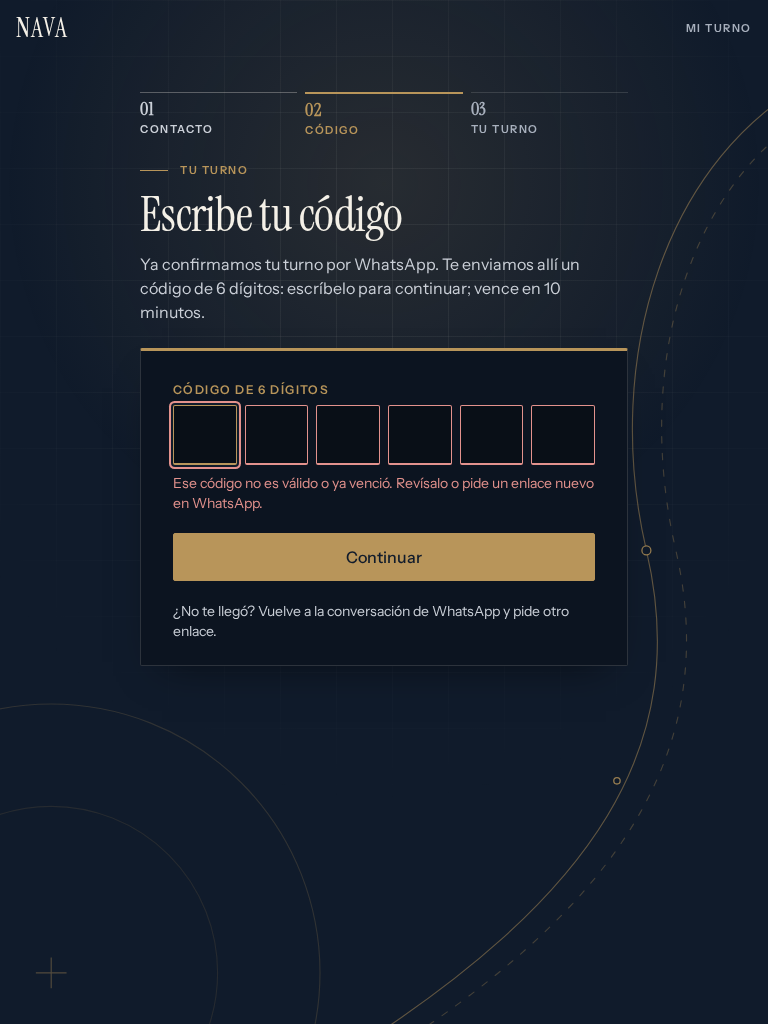 NAVA
MI TURNO
01
CONTACTO
02
CÓDIGO
03
TU TURNO
TU TURNO
Escribe tu código
Ya confirmamos tu turno por WhatsApp. Te enviamos allí un
código de 6 dígitos: escríbelo para continuar; vence en 10
minutos.
CÓDIGO DE 6 DÍGITOS
Ese código no es válido o ya venció. Revísalo o pide un enlace nuevo
en WhatsApp.
Continuar
¿No te llegó? Vuelve a la conversación de WhatsApp y pide otro
enlace.